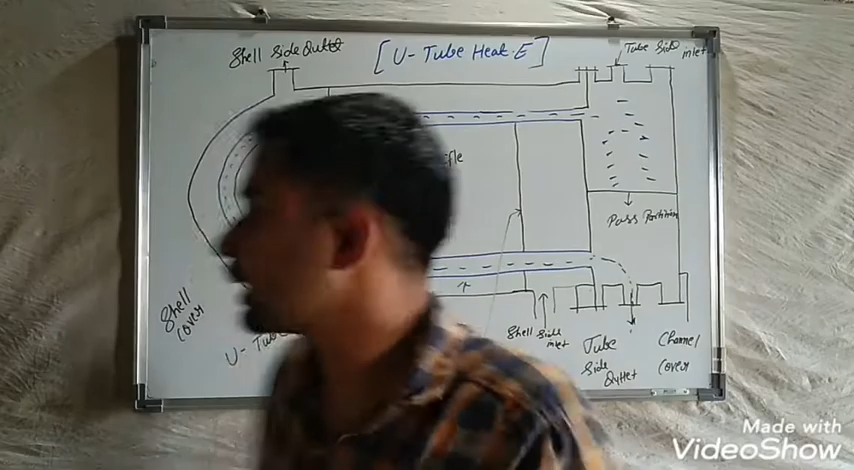 Shell Side Outlet
[U-Tube Heat.E]
Tube Side
inlet
Pass Partition
Shell
Cover
U-Tube
Shell Side
inlet
Tube
Side
Outlet
Channel
Cover
Made with
VideoShow